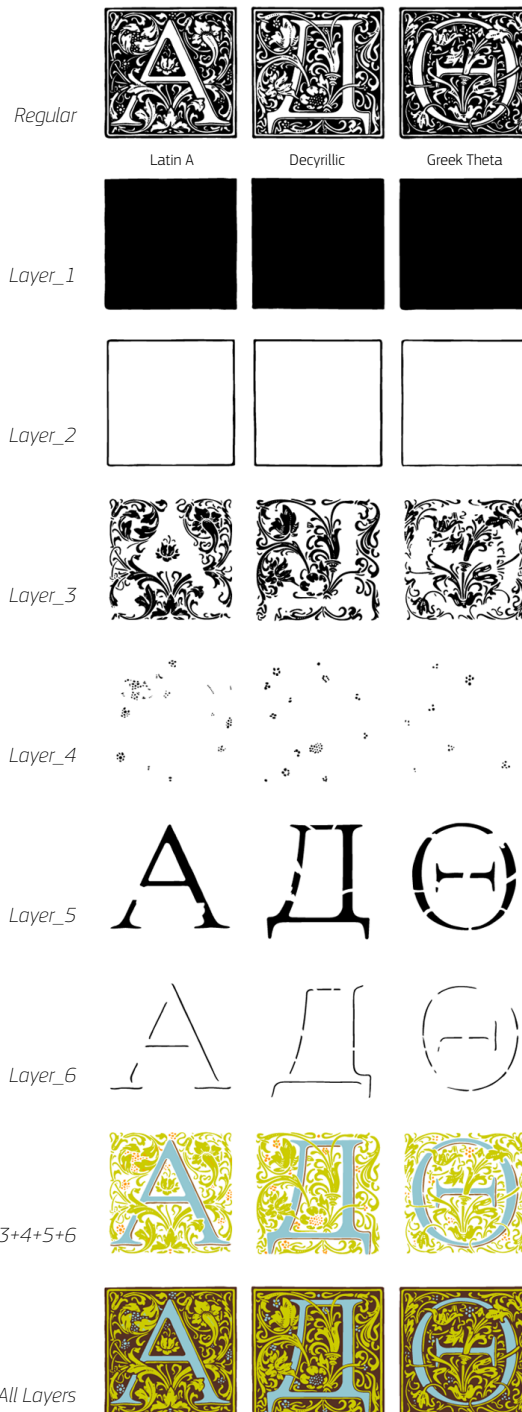 Regular
А Д Θ
Latin A Decyrillic Greek Theta
Layer_1
Layer_2
Layer_3
Layer_4
Layer_5
А Д Θ
Layer_6
А Д Θ
3+4+5+6
А Д Θ
All Layers
А Д Θ